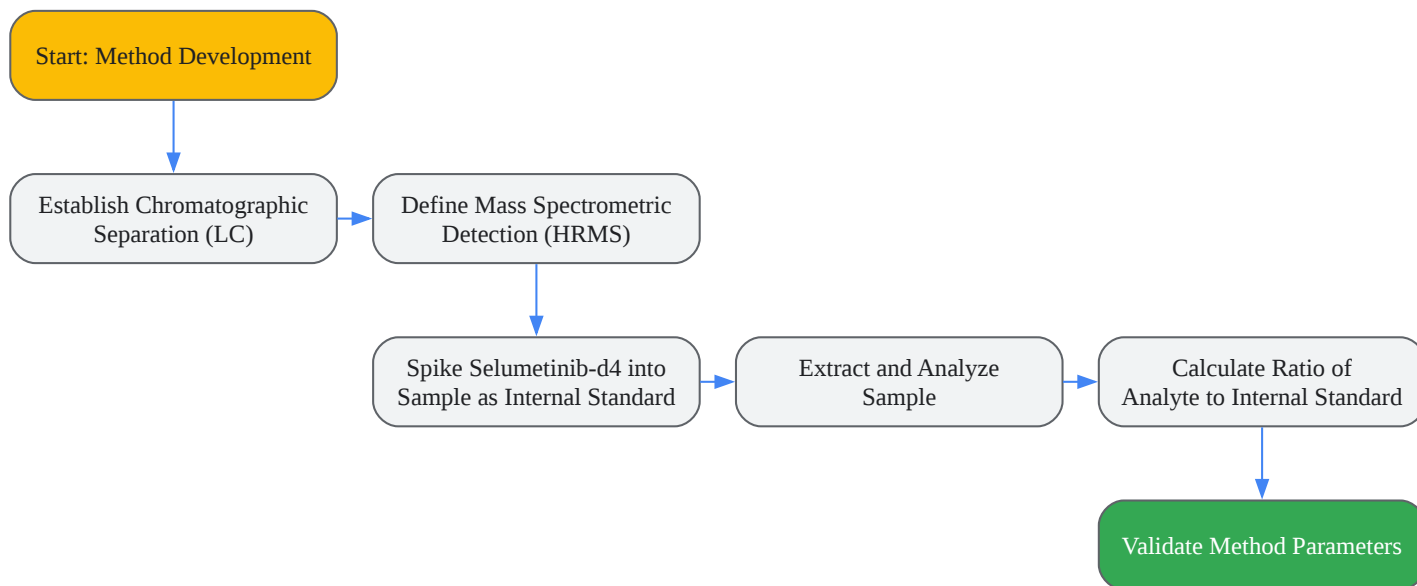 Start: Method Development
Establish Chromatographic
Separation (LC)
Define Mass Spectrometric
Detection (HRMS)
Spike Selumetinib-d4 into
Sample as Internal Standard
Extract and Analyze
Sample
Calculate Ratio of
Analyte to Internal Standard
Validate Method Parameters